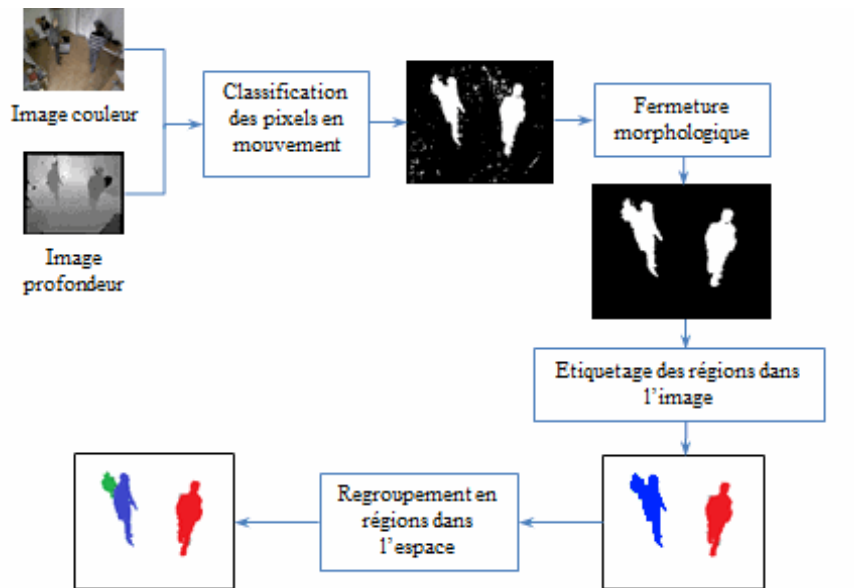 Image couleur
Image
profondeur
Classification
des pixels en
mouvement
Fermeture
morphologique
Etiquetage des régions dans
l'image
Regroupement en
régions dans
l'espace